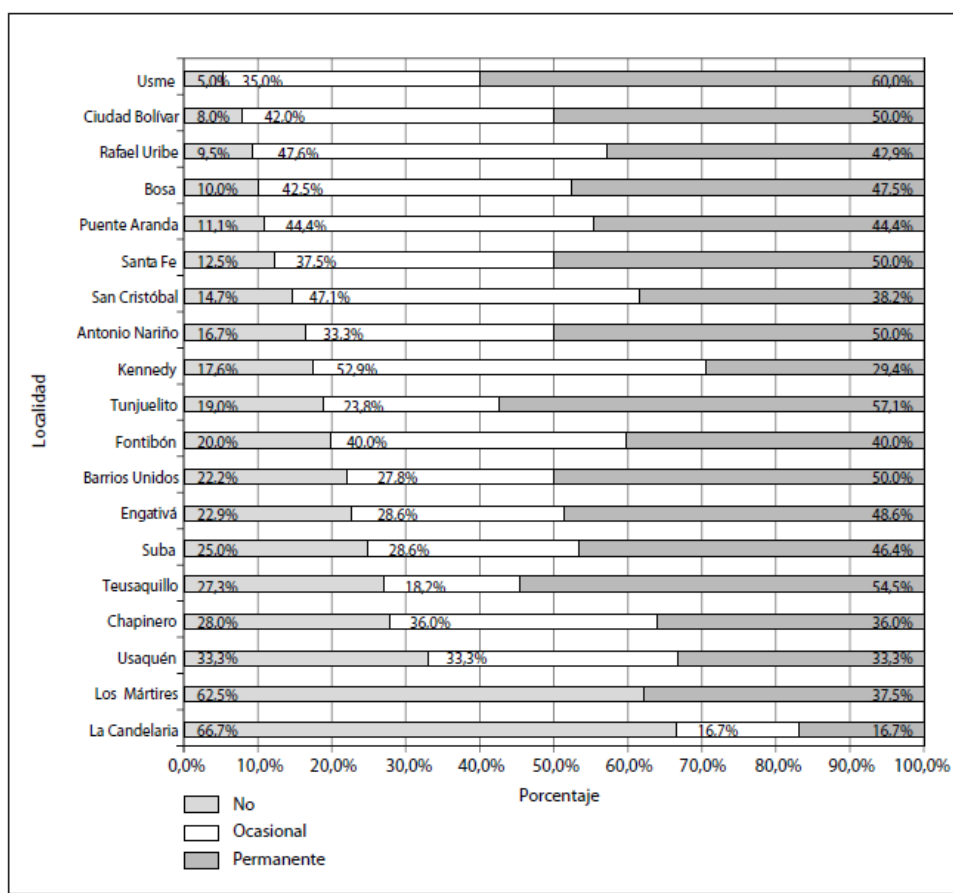 Usme 5.0% 35.0% 60.0%
Ciudad Bolívar 8.0% 42.0% 50.0%
Rafael Uribe 9.5% 47.6% 42.9%
Bosa 10.0% 42.5% 47.5%
Puente Aranda 11,1% 44,4% 44,4%
Santa Fe 12.5% 37.5% 50.0%
San Cristóbal 14.7% 47.1% 38.2%
Antonio Nariño 16.7% 33.3% 50.0%
Kennedy 17.6% 52,9% 29.4%
Tunjuelito 19.0% 23,8% 57,1%
Fontibón 20.0% 40.0% 40.0%
Barrios Unidos 22.2% 27,8% 50.0%
Engativá 22.9% 28.6% 48.6%
Suba 25.0% 28.6% 46.4%
Teusaquillo 27,3% 18,2% 54,5%
Chapinero 28.0% 36.0% 36.0%
Usaquén 33,3% 33,3% 33,3%
Los Mártires 62.5% 37.5%
La Candelaria 66.7% 16.7% 16.7%
Localidad
0,0% 10,0% 20,0% 30,0% 40,0% 50,0% 60,0% 70,0% 80,0% 90,0% 100,0%
Porcentaje
No
Ocasional
Permanente